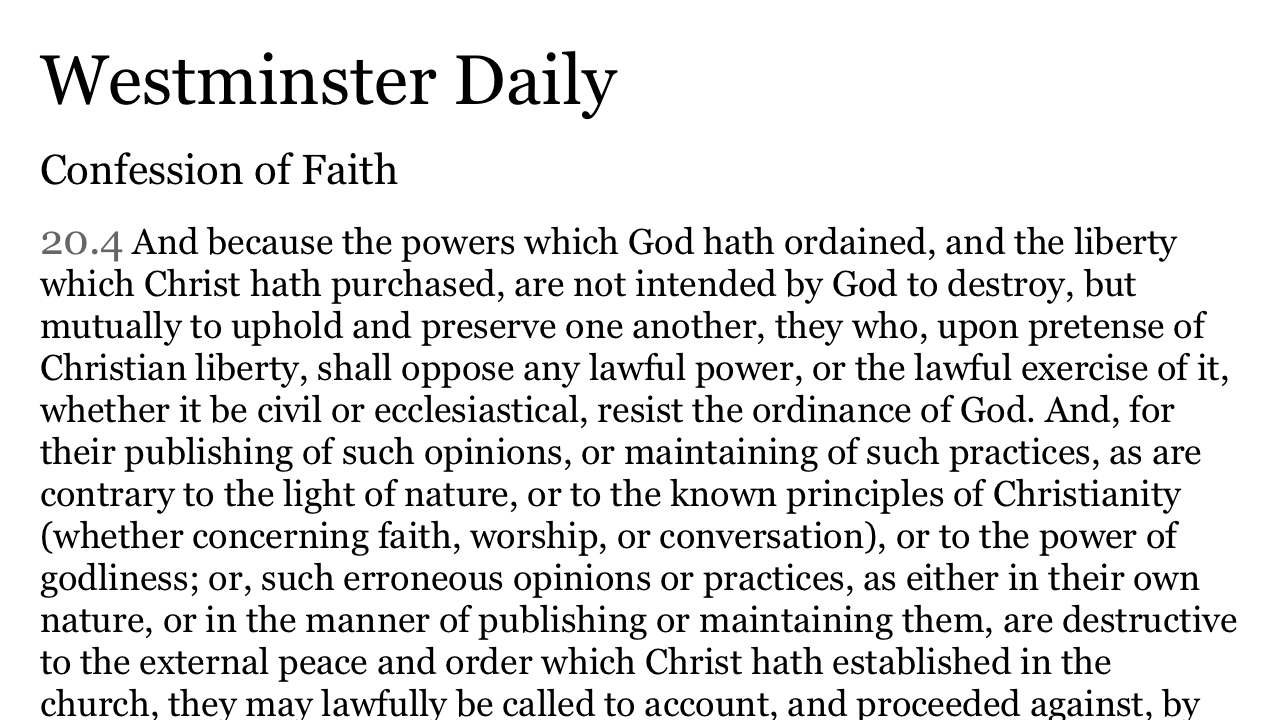 Westminster Daily
Confession of Faith
20.4 And because the powers which God hath ordained, and the liberty
which Christ hath purchased, are not intended by God to destroy, but
mutually to uphold and preserve one another, they who, upon pretense of
Christian liberty, shall oppose any lawful power, or the lawful exercise of it,
whether it be civil or ecclesiastical, resist the ordinance of God. And, for
their publishing of such opinions, or maintaining of such practices, as are
contrary to the light of nature, or to the known principles of Christianity
(whether concerning faith, worship, or conversation), or to the power of
godliness; or, such erroneous opinions or practices, as either in their own
nature, or in the manner of publishing or maintaining them, are destructive
to the external peace and order which Christ hath established in the
church, they may lawfully be called to account, and proceeded against, by